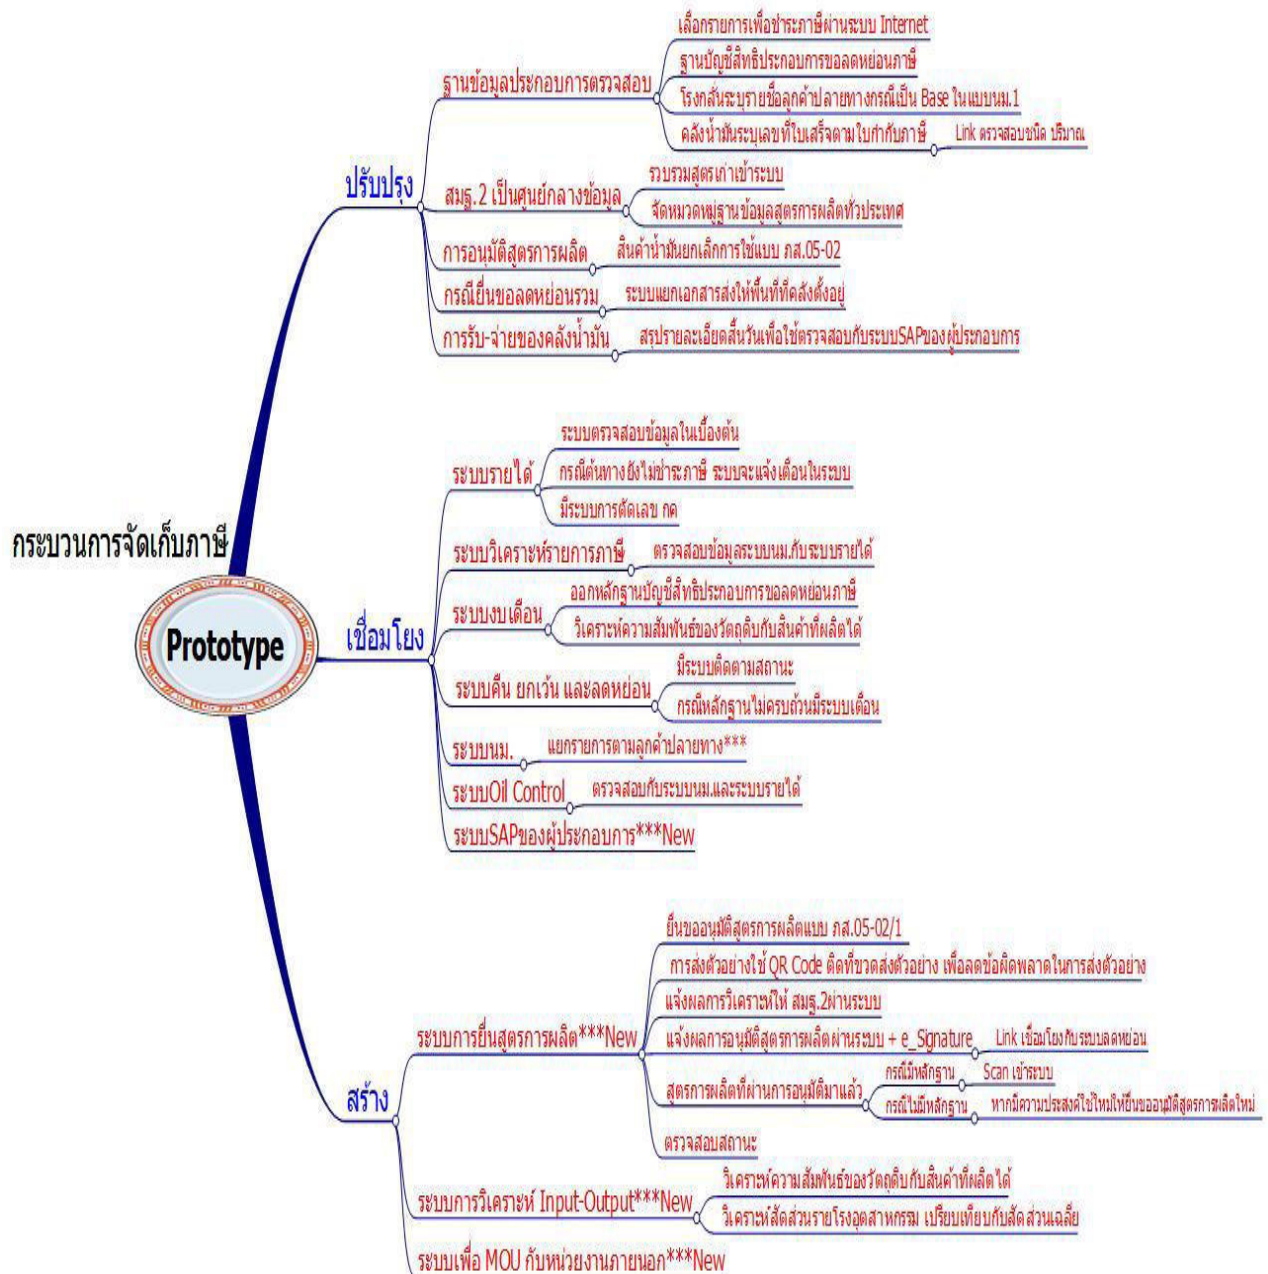 กระบวนการจัดเก็บภาษี
Prototype
ปรับปรุง
ฐานข้อมูลประกอบการตรวจสอบ
เลือกรายการเพื่อชำระภาษีผ่านระบบ Internet
ฐานบัญชีสิทธิประกอบการขอลดหย่อนภาษี
โรงกลั่นระบุรายชื่อลูกค้าปลายทางกรณีเป็น Base ในแบบนม.1
คลังน้ำมันระบุเลขที่ใบเสร็จตามใบกำกับภาษี
Link ตรวจสอบชนิด ปริมาณ
สมฐ.2 เป็นศูนย์กลางข้อมูล
รวบรวมสูตรเก่าเข้าระบบ
จัดหมวดหมู่ฐานข้อมูลสูตรการผลิตทั่วประเทศ
การอนุมัติสูตรการผลิต
สินค้าน้ำมันยกเลิกการใช้แบบ ภส.05-02
กรณียื่นขอลดหย่อนรวม
ระบบแยกเอกสารส่งให้พื้นที่ที่คลังตั้งอยู่
การรับ-จ่ายของคลังน้ำมัน
สรุปรายละเอียดสิ้นวันเพื่อใช้ตรวจสอบกับระบบSAPของผู้ประกอบการ
เชื่อมโยง
ระบบรายได้
ระบบตรวจสอบข้อมูลในเบื้องต้น
กรณีต้นทางยังไม่ชำระภาษี ระบบจะแจ้งเตือนในระบบ
มีระบบการตัดเลข กค
ระบบวิเคราะห์รายการภาษี
ตรวจสอบข้อมูลระบบนม.กับระบบรายได้
ระบบงบเดือน
ออกหลักฐานบัญชีสิทธิประกอบการขอลดหย่อนภาษี
วิเคราะห์ความสัมพันธ์ของวัตถุดิบกับสินค้าที่ผลิตได้
ระบบคืน ยกเว้น และลดหย่อน
มีระบบติดตามสถานะ
กรณีหลักฐานไม่ครบถ้วนมีระบบเตือน
ระบบนม.
แยกรายการตามลูกค้าปลายทาง***
ระบบOil Control
ตรวจสอบกับระบบนม.และระบบรายได้
ระบบSAPของผู้ประกอบการ***New
สร้าง
ระบบการยื่นสูตรการผลิต***New
ยื่นขออนุมัติสูตรการผลิตแบบ ภส.05-02/1
การส่งตัวอย่างใช้ QR Code ติดที่ขวดส่งตัวอย่าง เพื่อลดข้อผิดพลาดในการส่งตัวอย่าง
แจ้งผลการวิเคราะห์ให้ สมฐ.2ผ่านระบบ
แจ้งผลการอนุมัติสูตรการผลิตผ่านระบบ + e_Signature
Link เชื่อมโยงกับระบบลดหย่อน
สูตรการผลิตที่ผ่านการอนุมัติมาแล้ว
กรณีมีหลักฐาน
Scan เข้าระบบ
กรณีไม่มีหลักฐาน
หากมีความประสงค์ใช้ใหม่ให้ยื่นขออนุมัติสูตรการผลิตใหม่
ตรวจสอบสถานะ
ระบบการวิเคราะห์ Input-Output***New
วิเคราะห์ความสัมพันธ์ของวัตถุดิบกับสินค้าที่ผลิตได้
วิเคราะห์สัดส่วนรายโรงอุตสาหกรรม เปรียบเทียบกับสัดส่วนเฉลี่ย
ระบบเพื่อ MOU กับหน่วยงานภายนอก***New